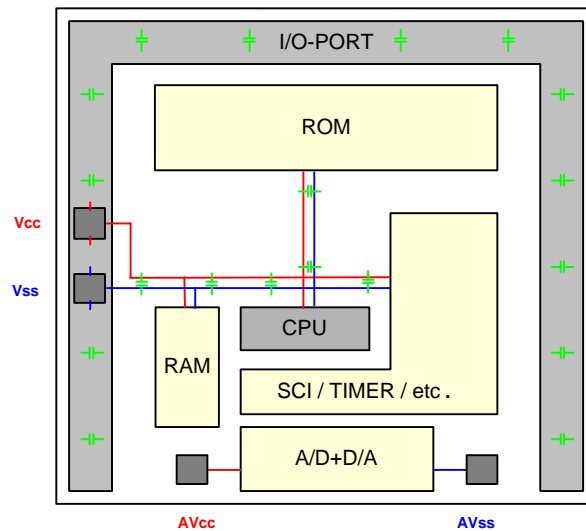 I/O-PORT
ROM
Vcc
Vss
CPU
RAM
SCI / TIMER / etc.
A/D+D/A
AVcc
AVss